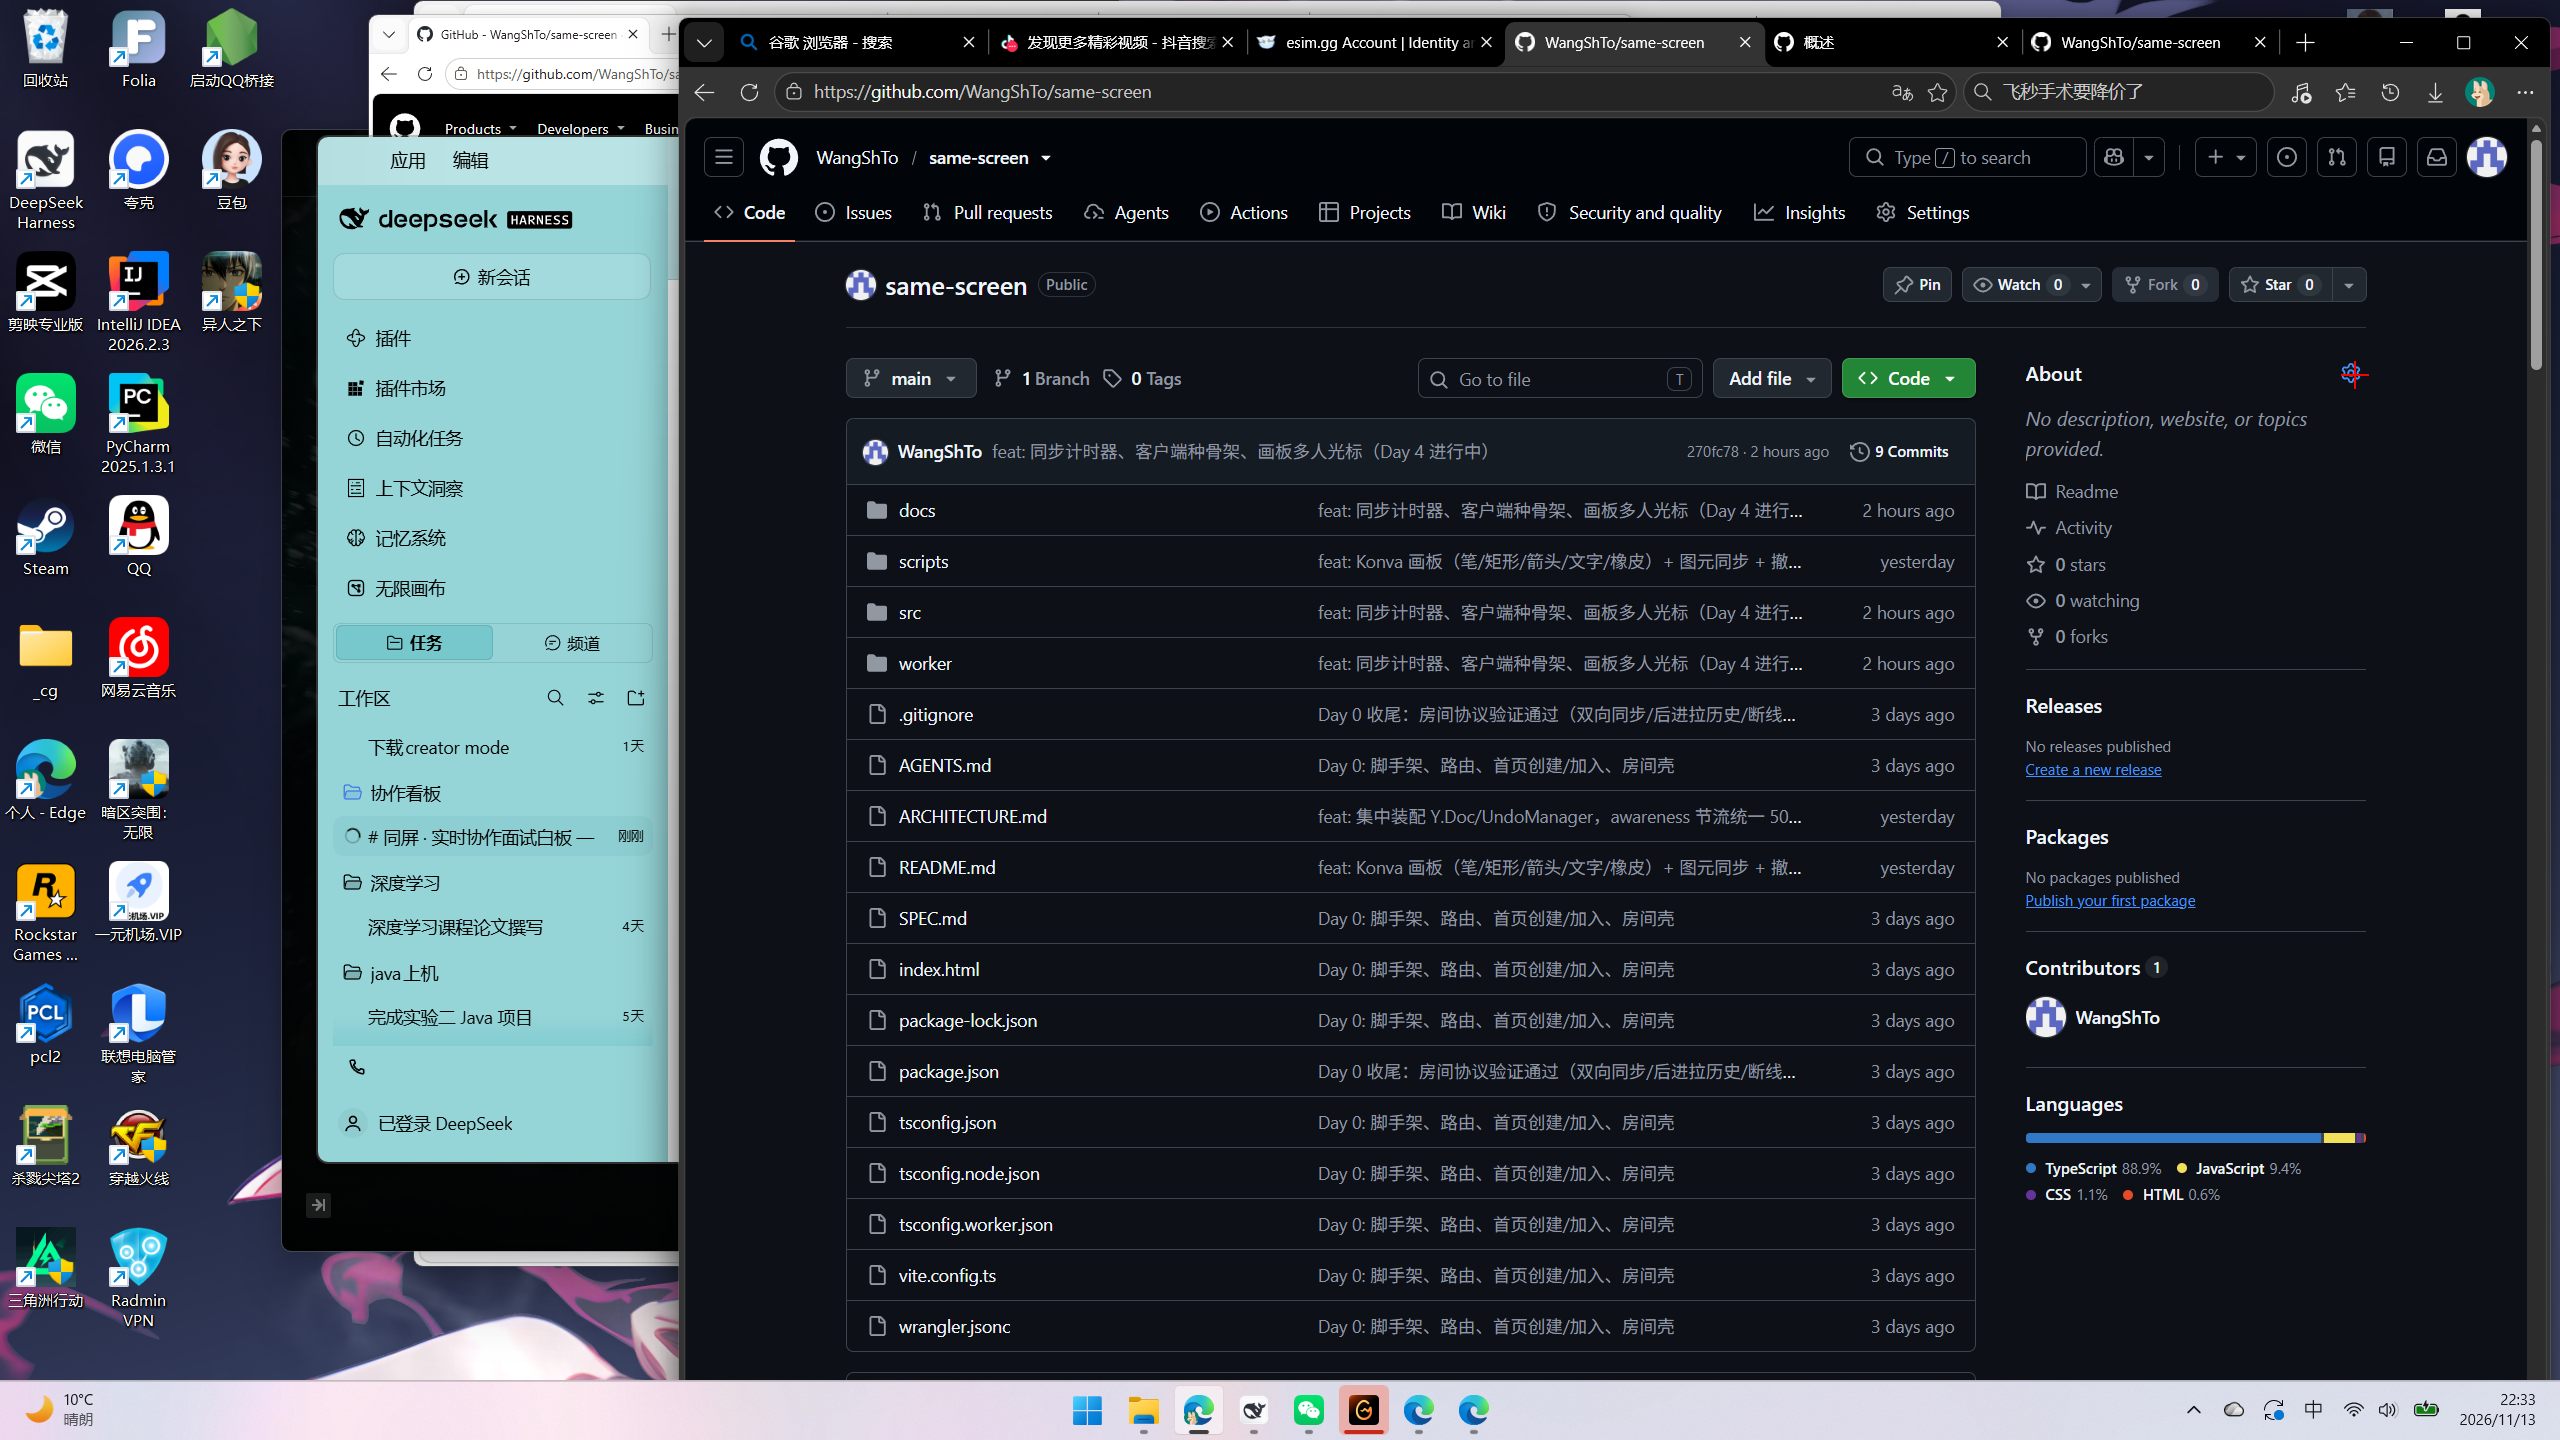 回收站
Folia
启动QQ桥接
DeepSeek Harness
夸克
豆包
剪映专业版
IntelliJ IDEA 2026.2.3
异人之下
微信
PyCharm 2025.1.3.1
Steam
QQ
_cg
网易云音乐
个人 - Edge
暗区突围：无限
Rockstar Games ...
一元机场.VIP
pcl2
联想电脑管家
杀戮尖塔2
穿越火线
三角洲行动
Radmin VPN
GitHub - WangShTo/same-screen
https://github.com/WangShTo/sa
Products
Developers
Busin
应用
编辑
deepseek HARNESS
新会话
插件
插件市场
自动化任务
上下文洞察
记忆系统
无限画布
任务
频道
工作区
下载creator mode 1天
协作看板
# 同屏 · 实时协作面试白板 — 刚刚
深度学习
深度学习课程论文撰写 4天
java上机
完成实验二 Java 项目 5天
已登录 DeepSeek
谷歌 浏览器 - 搜索
发现更多精彩视频 - 抖音搜索
esim.gg Account | Identity an
WangShTo/same-screen
概述
WangShTo/same-screen
https://github.com/WangShTo/same-screen
飞秒手术要降价了
WangShTo / same-screen
Type / to search
Code
Issues
Pull requests
Agents
Actions
Projects
Wiki
Security and quality
Insights
Settings
same-screen Public
Pin
Watch 0
Fork 0
Star 0
main
1 Branch
0 Tags
Go to file T
Add file
Code
WangShTo feat: 同步计时器、客户端种骨架、画板多人光标（Day 4 进行中） 270fc78 · 2 hours ago 9 Commits
docs feat: 同步计时器、客户端种骨架、画板多人光标（Day 4 进行... 2 hours ago
scripts feat: Konva 画板（笔/矩形/箭头/文字/橡皮）+ 图元同步 + 撤... yesterday
src feat: 同步计时器、客户端种骨架、画板多人光标（Day 4 进行... 2 hours ago
worker feat: 同步计时器、客户端种骨架、画板多人光标（Day 4 进行... 2 hours ago
.gitignore Day 0 收尾：房间协议验证通过（双向同步/后进拉历史/断线... 3 days ago
AGENTS.md Day 0: 脚手架、路由、首页创建/加入、房间壳 3 days ago
ARCHITECTURE.md feat: 集中装配 Y.Doc/UndoManager，awareness 节流统一 50... yesterday
README.md feat: Konva 画板（笔/矩形/箭头/文字/橡皮）+ 图元同步 + 撤... yesterday
SPEC.md Day 0: 脚手架、路由、首页创建/加入、房间壳 3 days ago
index.html Day 0: 脚手架、路由、首页创建/加入、房间壳 3 days ago
package-lock.json Day 0: 脚手架、路由、首页创建/加入、房间壳 3 days ago
package.json Day 0 收尾：房间协议验证通过（双向同步/后进拉历史/断线... 3 days ago
tsconfig.json Day 0: 脚手架、路由、首页创建/加入、房间壳 3 days ago
tsconfig.node.json Day 0: 脚手架、路由、首页创建/加入、房间壳 3 days ago
tsconfig.worker.json Day 0: 脚手架、路由、首页创建/加入、房间壳 3 days ago
vite.config.ts Day 0: 脚手架、路由、首页创建/加入、房间壳 3 days ago
wrangler.jsonc Day 0: 脚手架、路由、首页创建/加入、房间壳 3 days ago
About
No description, website, or topics
provided.
Readme
Activity
0 stars
0 watching
0 forks
Releases
No releases published
Create a new release
Packages
No packages published
Publish your first package
Contributors 1
WangShTo
Languages
TypeScript 88.9% JavaScript 9.4%
CSS 1.1% HTML 0.6%
10°C
晴朗
中
22:33
2026/11/13